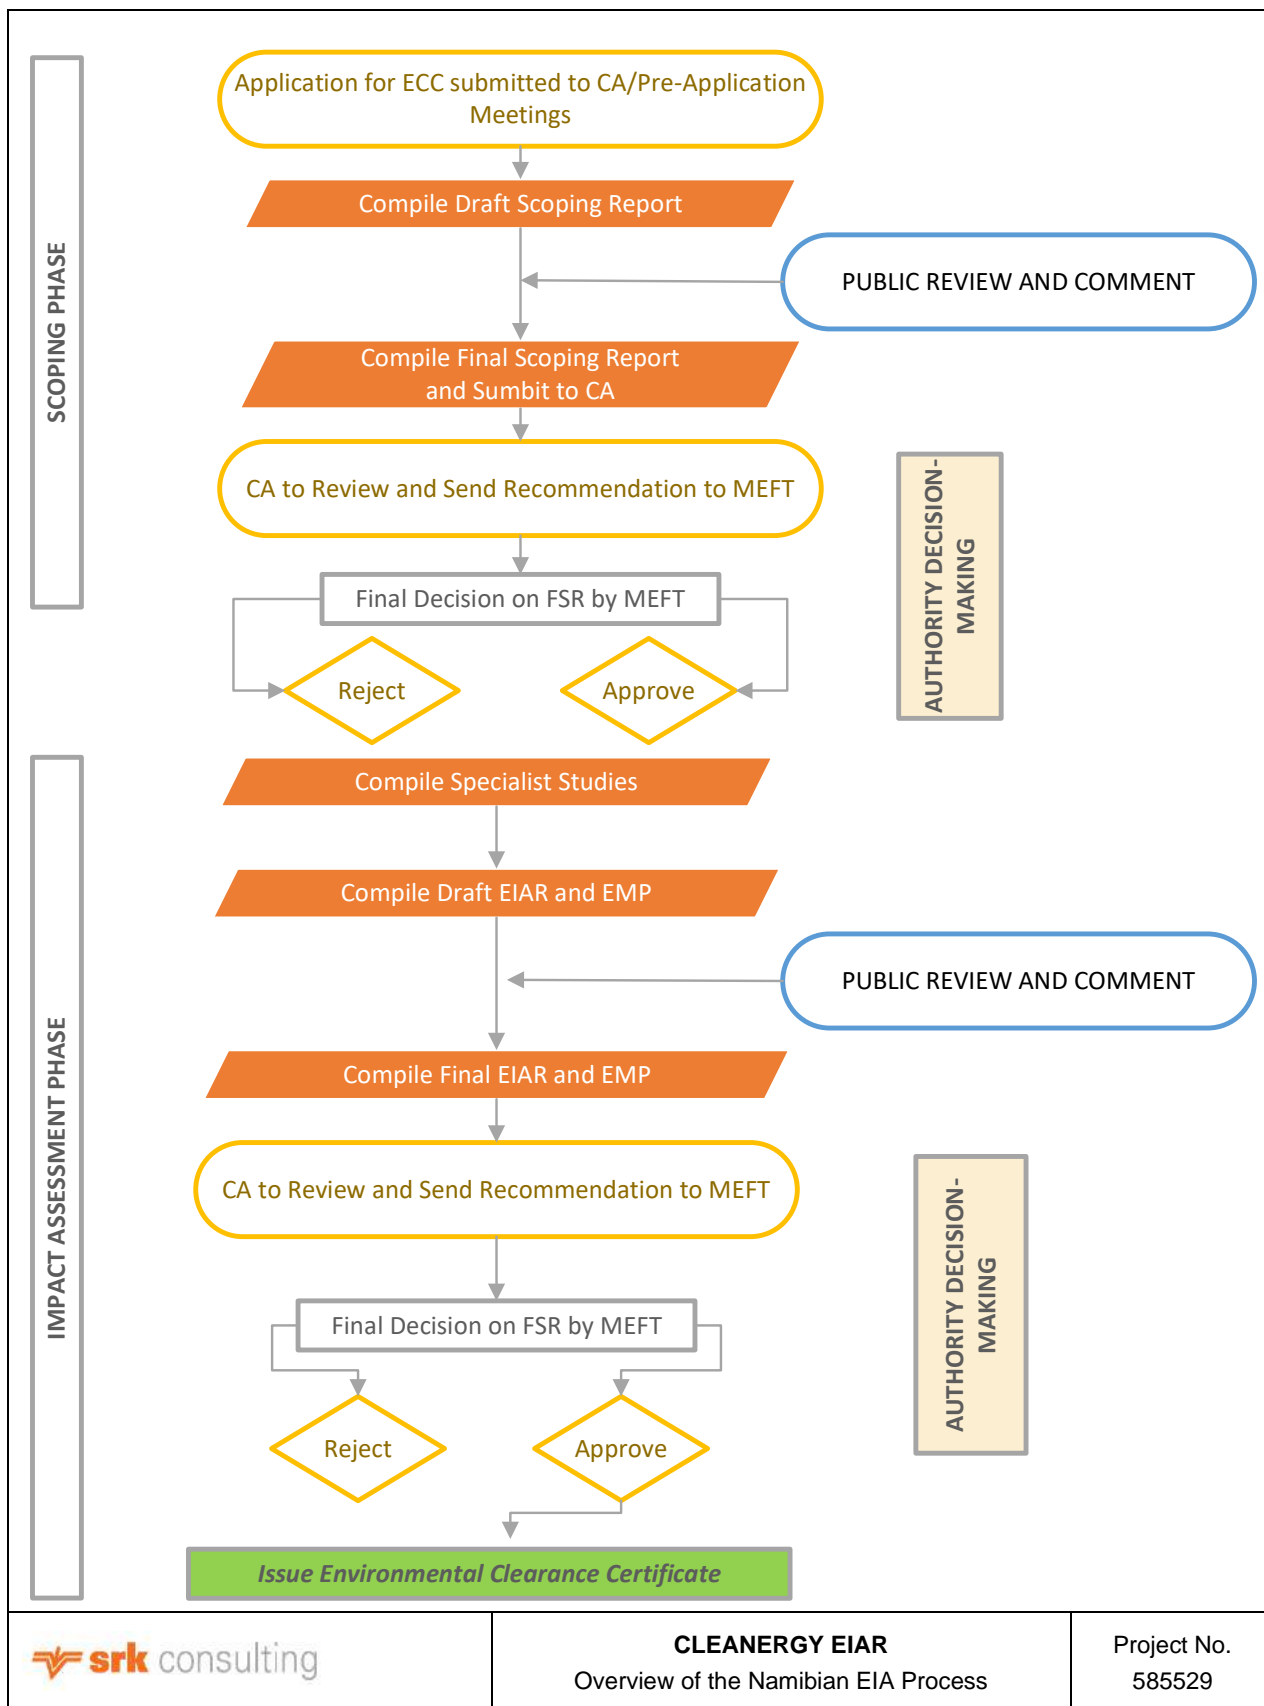 Application for ECC submitted to CA/Pre-Application
Meetings
Compile Draft Scoping Report
PUBLIC REVIEW AND COMMENT
SCOPING PHASE
Compile Final Scoping Report
and Sumbit to CA
CA to Review and Send Recommendation to MEFT
AUTHORITY DECISION-
MAKING
Final Decision on FSR by MEFT
Reject
Approve
Compile Specialist Studies
Compile Draft EIAR and EMP
PUBLIC REVIEW AND COMMENT
IMPACT ASSESSMENT PHASE
Compile Final EIAR and EMP
CA to Review and Send Recommendation to MEFT
AUTHORITY DECISION-
MAKING
Final Decision on FSR by MEFT
Reject
Approve
Issue Environmental Clearance Certificate
srk consulting
CLEANERGY EIAR
Overview of the Namibian EIA Process
Project No.
585529